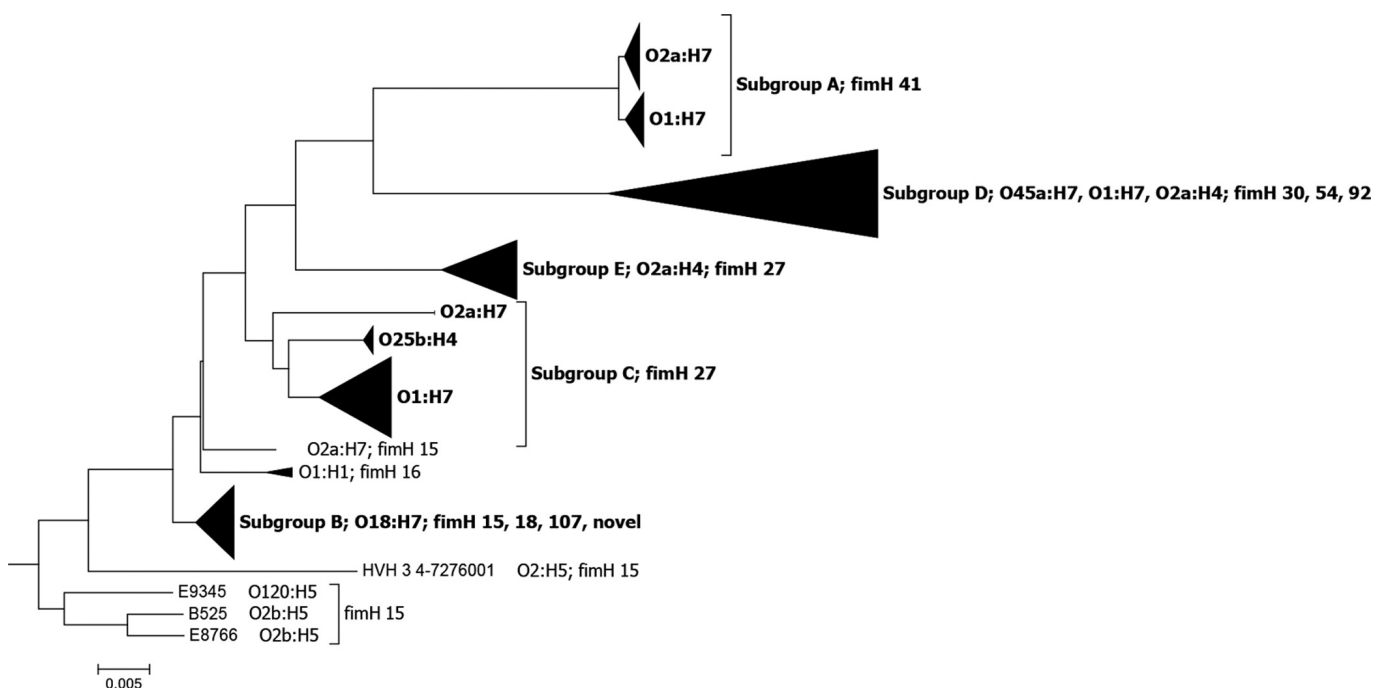 O2a:H7
Subgroup A; fimH 41
O1:H7
Subgroup D; O45a:H7, O1:H7, O2a:H4; fimH 30, 54, 92
Subgroup E; O2a:H4; fimH 27
O2a:H7
O25b:H4
Subgroup C; fimH 27
O1:H7
O2a:H7; fimH 15
O1:H1; fimH 16
Subgroup B; O18:H7; fimH 15, 18, 107, novel
HVH 3 4-7276001 O2:H5; fimH 15
E9345 O120:H5
B525 O2b:H5 fimH 15
E8766 O2b:H5
0.005